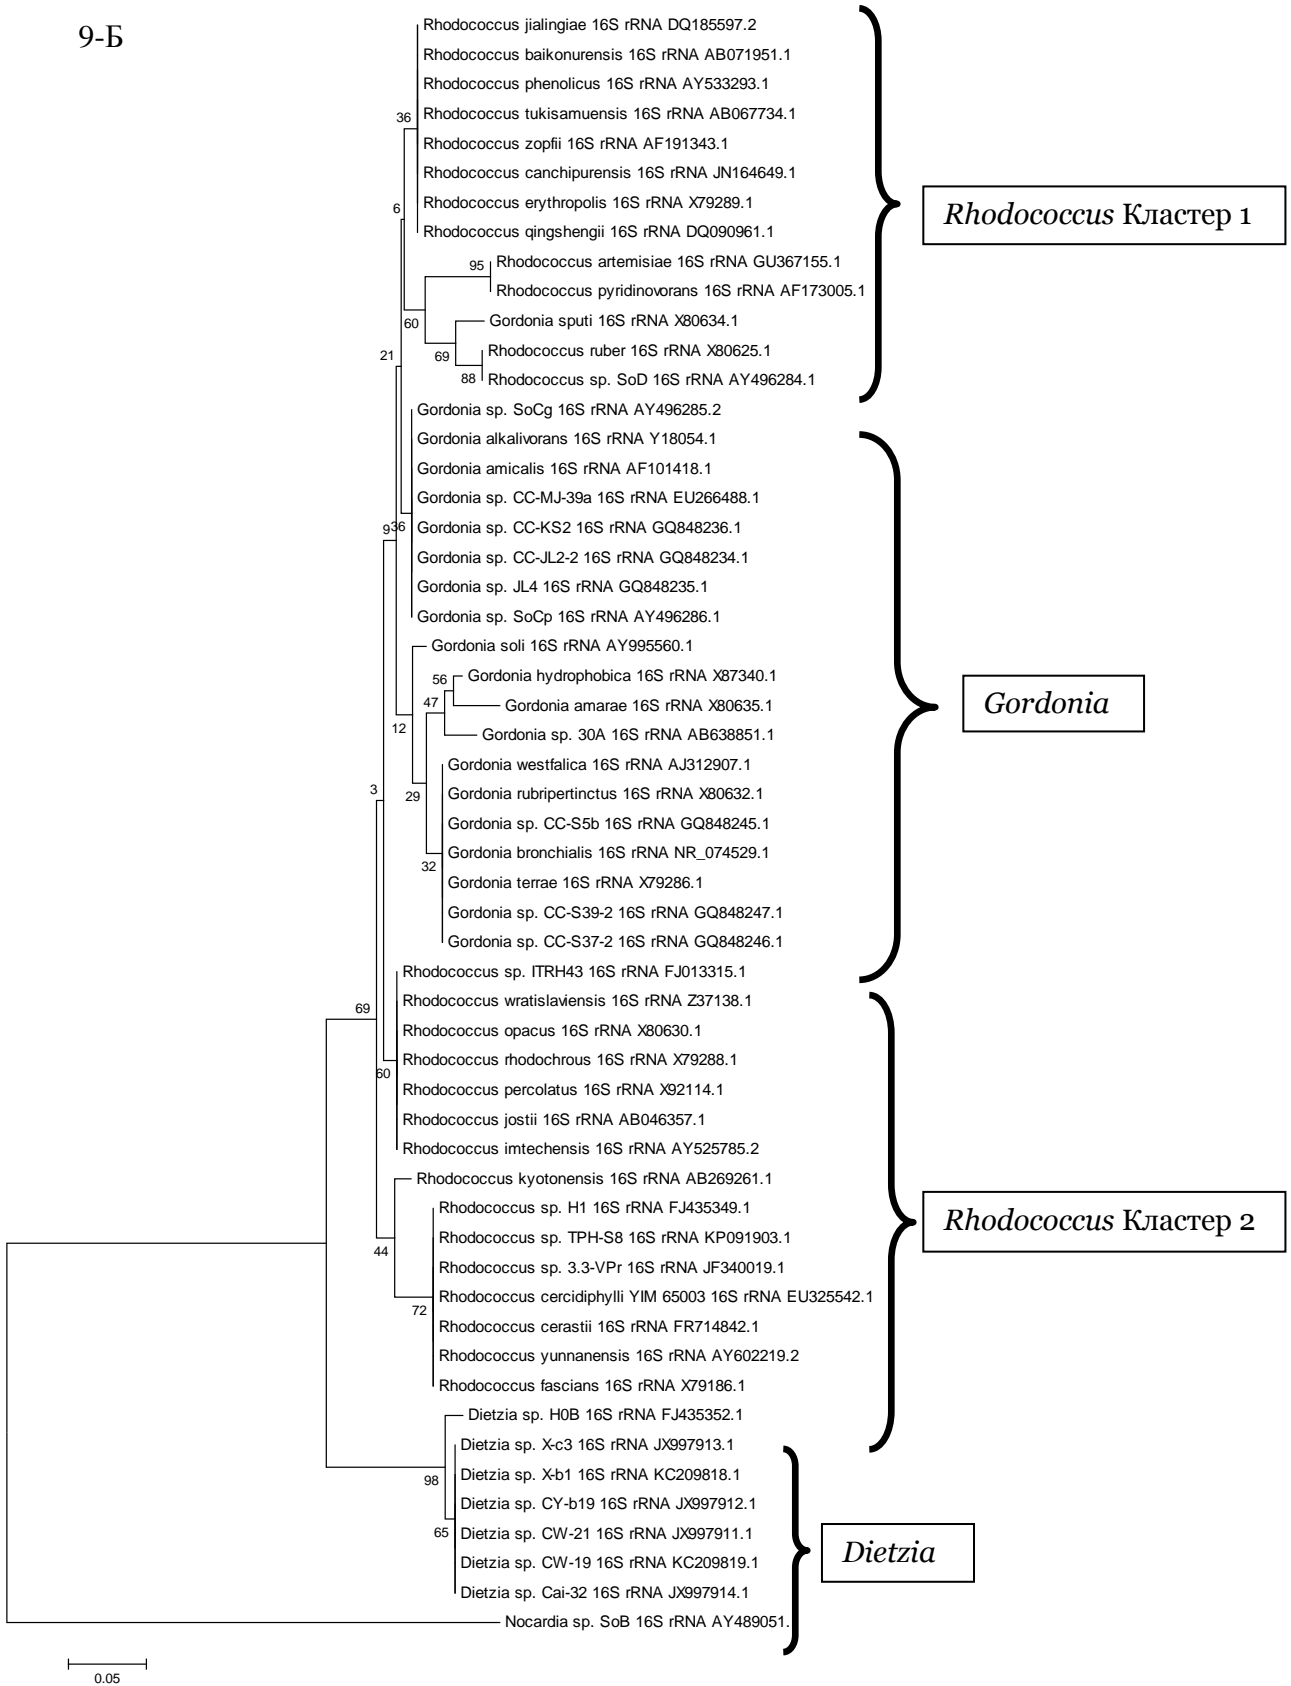 9-Б
Rhodococcus jialingiae 16S rRNA DQ185597.2
Rhodococcus baikonurensis 16S rRNA AB071951.1
Rhodococcus phenolicus 16S rRNA AY533293.1
Rhodococcus tukisamuensis 16S rRNA AB067734.1
36
Rhodococcus zopfii 16S rRNA AF191343.1
Rhodococcus canchipurensis 16S rRNA JN164649.1
Rhodococcus erythropolis 16S rRNA X79289.1
6
Rhodococcus Кластер 1
Rhodococcus qingshengii 16S rRNA DQ090961.1
Rhodococcus artemisiae 16S rRNA GU367155.1
95
Rhodococcus pyridinovorans 16S rRNA AF173005.1
Gordonia sputi 16S rRNA X80634.1
60
Rhodococcus ruber 16S rRNA X80625.1
69
21
Rhodococcus sp. SoD 16S rRNA AY496284.1
88
Gordonia sp. SoCg 16S rRNA AY496285.2
Gordonia alkalivorans 16S rRNA Y18054.1
Gordonia amicalis 16S rRNA AF101418.1
Gordonia sp. CC-MJ-39a 16S rRNA EU266488.1
9
36
Gordonia sp. CC-KS2 16S rRNA GQ848236.1
Gordonia sp. CC-JL2-2 16S rRNA GQ848234.1
Gordonia sp. JL4 16S rRNA GQ848235.1
Gordonia sp. SoCp 16S rRNA AY496286.1
Gordonia soli 16S rRNA AY995560.1
Gordonia hydrophobica 16S rRNA X87340.1
56
47
Gordonia amarae 16S rRNA X80635.1
Gordonia
12
Gordonia sp. 30A 16S rRNA AB638851.1
Gordonia westfalica 16S rRNA AJ312907.1
3
29
Gordonia rubripertinctus 16S rRNA X80632.1
Gordonia sp. CC-S5b 16S rRNA GQ848245.1
Gordonia bronchialis 16S rRNA NR_074529.1
32
Gordonia terrae 16S rRNA X79286.1
Gordonia sp. CC-S39-2 16S rRNA GQ848247.1
Gordonia sp. CC-S37-2 16S rRNA GQ848246.1
Rhodococcus sp. ITRH43 16S rRNA FJ013315.1
69
Rhodococcus wratislaviensis 16S rRNA Z37138.1
Rhodococcus opacus 16S rRNA X80630.1
Rhodococcus rhodochrous 16S rRNA X79288.1
60
Rhodococcus percolatus 16S rRNA X92114.1
Rhodococcus jostii 16S rRNA AB046357.1
Rhodococcus imtechensis 16S rRNA AY525785.2
Rhodococcus kyotonensis 16S rRNA AB269261.1
Rhodococcus sp. H1 16S rRNA FJ435349.1
Rhodococcus Кластер 2
Rhodococcus sp. TPH-S8 16S rRNA KP091903.1
44
Rhodococcus sp. 3.3-VPr 16S rRNA JF340019.1
Rhodococcus cercidiphylli YIM 65003 16S rRNA EU325542.1
72
Rhodococcus cerastii 16S rRNA FR714842.1
Rhodococcus yunnanensis 16S rRNA AY602219.2
Rhodococcus fascians 16S rRNA X79186.1
Dietzia sp. H0B 16S rRNA FJ435352.1
Dietzia sp. X-c3 16S rRNA JX997913.1
98
Dietzia sp. X-b1 16S rRNA KC209818.1
Dietzia sp. CY-b19 16S rRNA JX997912.1
65
Dietzia sp. CW-21 16S rRNA JX997911.1
Dietzia
Dietzia sp. CW-19 16S rRNA KC209819.1
Dietzia sp. Cai-32 16S rRNA JX997914.1
Nocardia sp. SoB 16S rRNA AY489051.
0.05